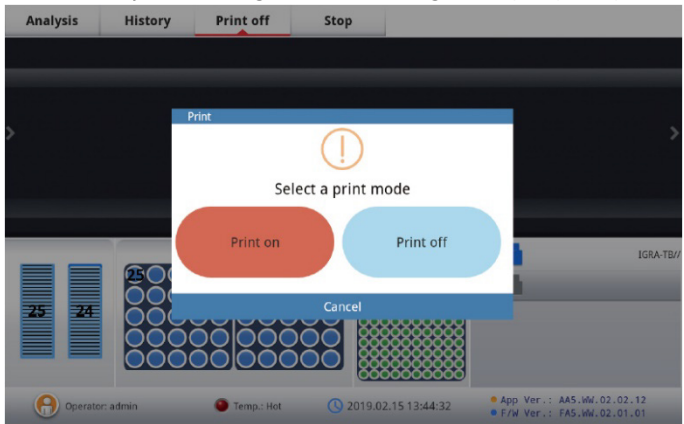 Analysis History Print off Stop
Print
Select a print mode
Print on Print off
Cancel
IGRA-TB//
25 24 25
Operator: admin Temp.: Hot 2019.02.15 13:44:32 App Ver.: AA5.WW.02.02.12
F/W Ver.: FA5.WW.02.01.01